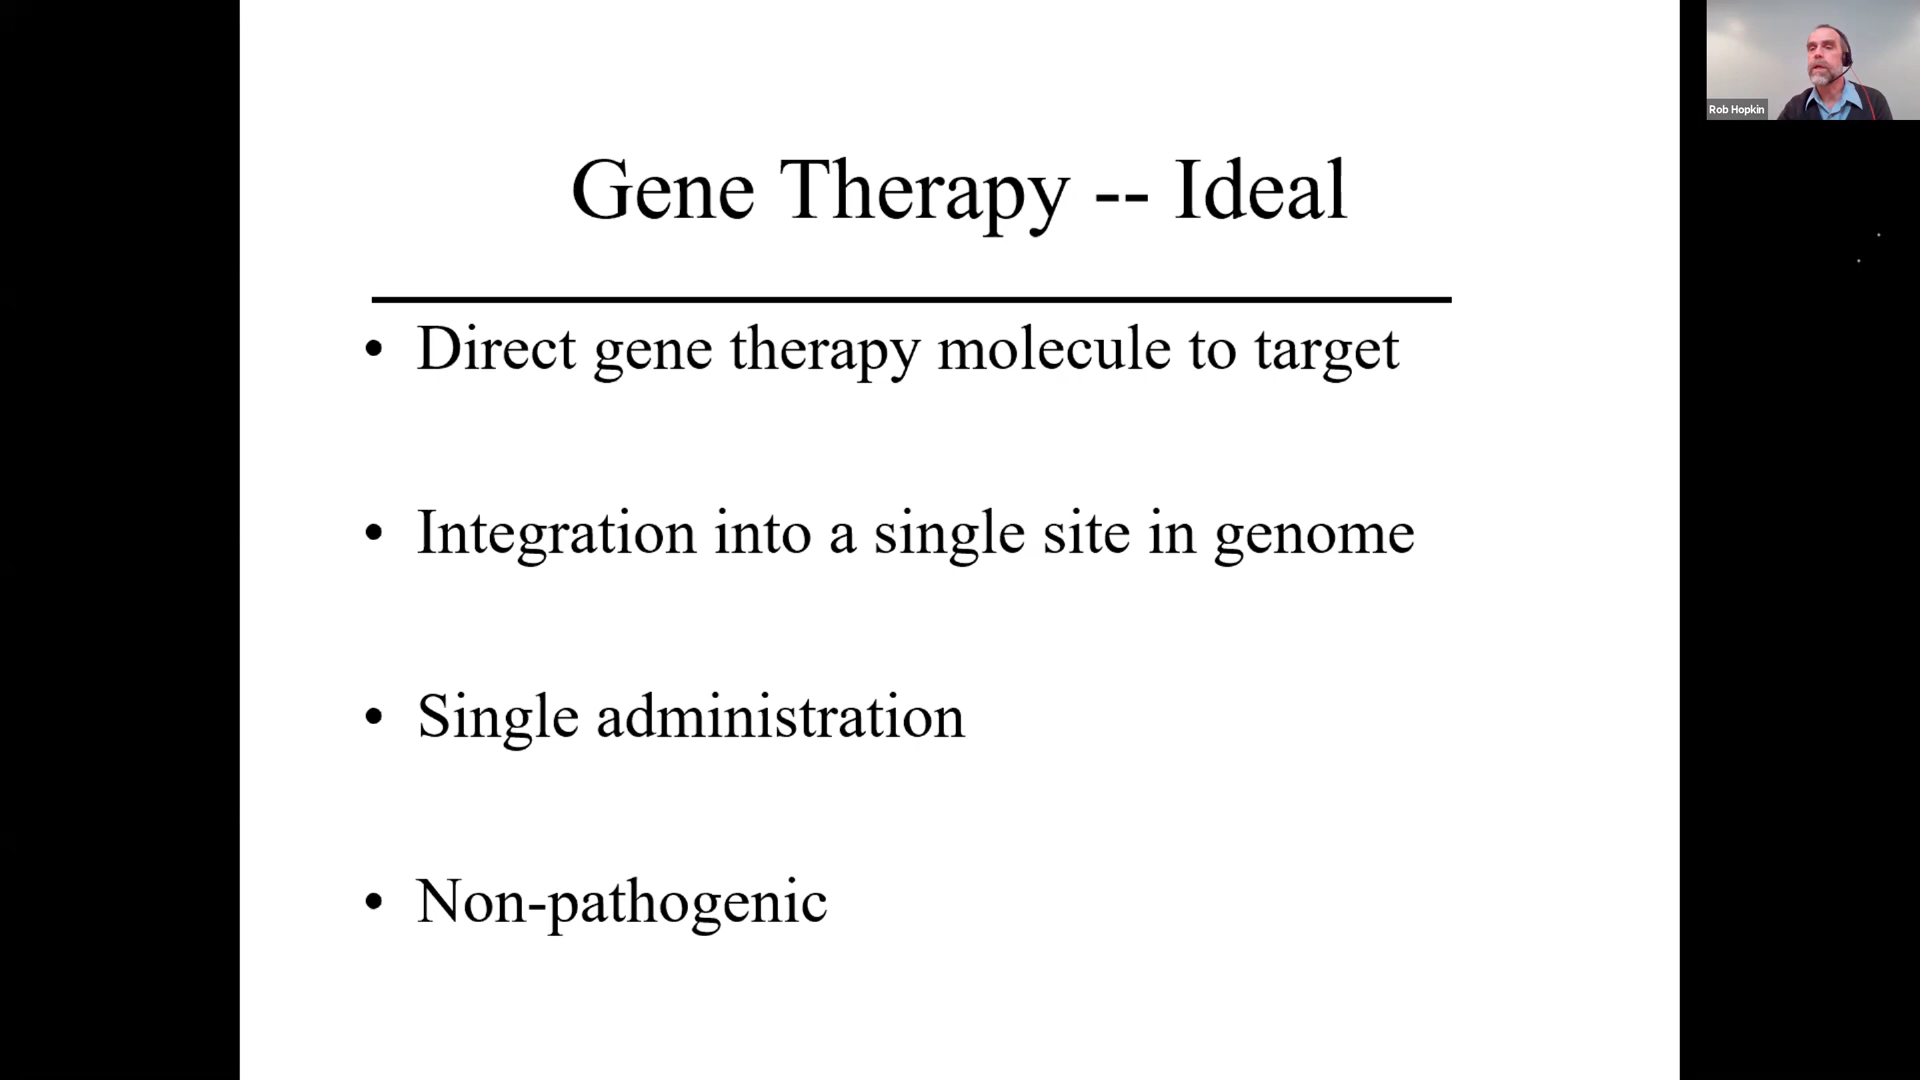 Rob Hopkin
Gene Therapy -- Ideal
• Direct gene therapy molecule to target
• Integration into a single site in genome
• Single administration
• Non-pathogenic